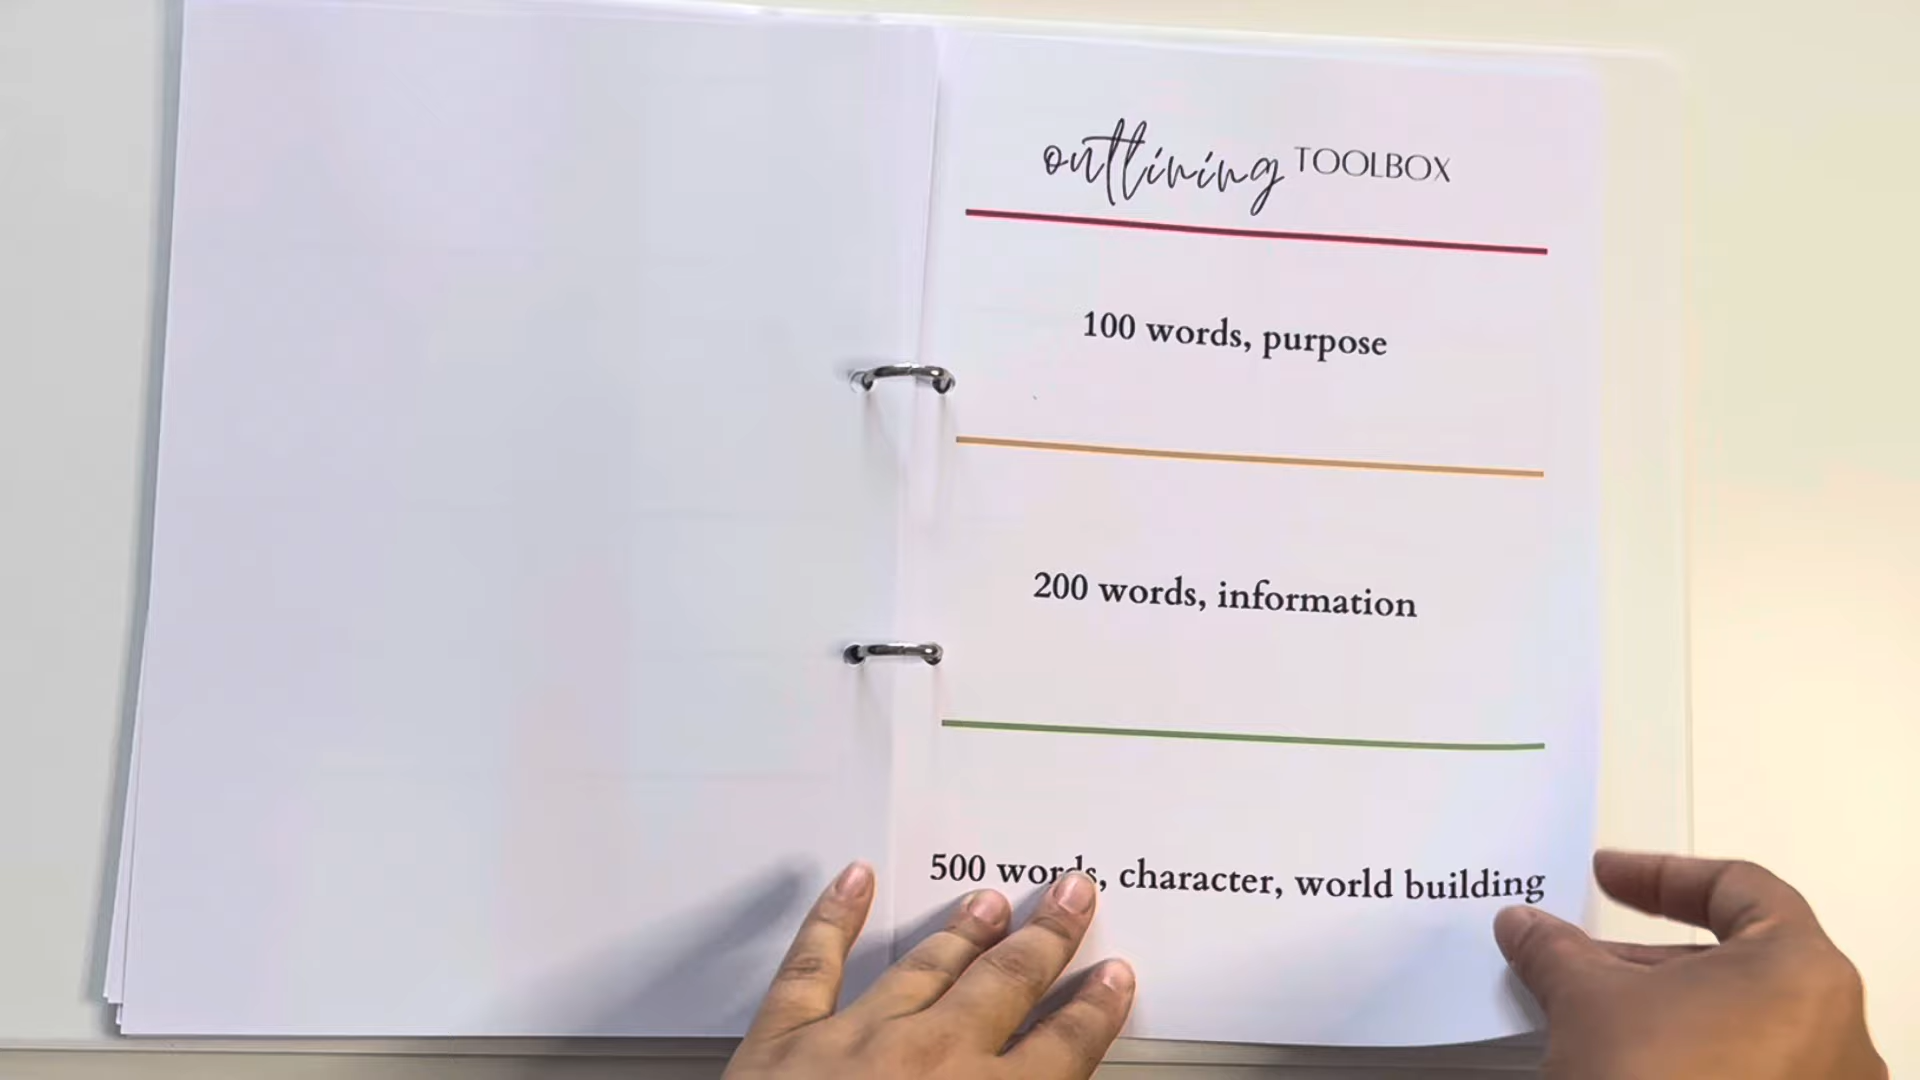 outlining TOOLBOX
100 words, purpose
200 words, information
500 words, character, world building